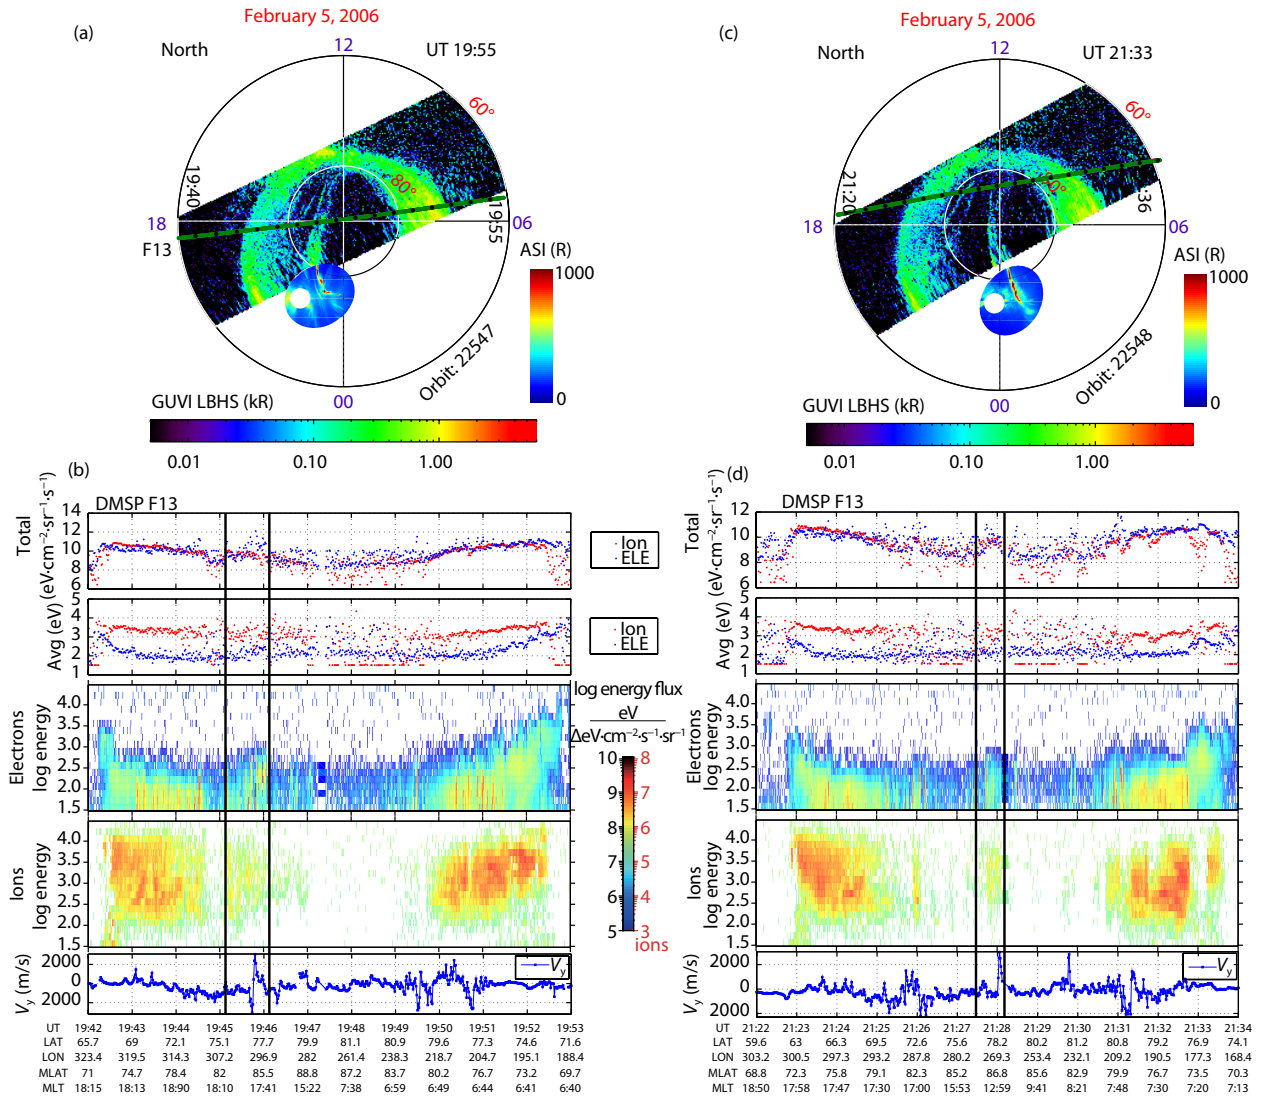 February 5, 2006
(a)
North
12
UT 19:55
60°
80°
19:40
19:55
18
06
F13
ASI (R)
1000
0
Orbit: 22547
00
GUVI LBHS (kR)
0.01 0.10 1.00
February 5, 2006
(c)
North
12
UT 21:33
60°
21:20
18
06
ASI (R)
1000
0
Orbit: 22548
00
GUVI LBHS (kR)
0.01 0.10 1.00
(b)
DMSP F13
Total
(eV·cm⁻²·sr⁻¹·s⁻¹)
14
12
10
8
6
Ion
ELE
Avg (eV)
5
4
3
2
1
Ion
ELE
Electrons
log energy
4.0
3.0
2.5
2.0
1.5
Ions
log energy
4.0
3.5
3.0
2.5
2.0
1.5
log energy flux
eV
ΔeV·cm⁻²·s⁻¹·sr⁻¹
10 8
9 7
8 6
7 5
6 4
5 3
ions
Vy (m/s)
2000
0
2000
Vy
UT 19:42 19:43 19:44 19:45 19:46 19:47 19:48 19:49 19:50 19:51 19:52 19:53
LAT 65.7 69 72.1 75.1 77.7 79.9 81.1 80.9 79.6 77.3 74.6 71.6
LON 323.4 319.5 314.3 307.2 296.9 282 261.4 238.3 218.7 204.7 195.1 188.4
MLAT 71 74.7 78.4 82 85.5 88.8 87.2 83.7 80.2 76.7 73.2 69.7
MLT 18:15 18:13 18:90 18:10 17:41 15:22 7:38 6:59 6:49 6:44 6:41 6:40
(d)
DMSP F13
Total
(eV·cm⁻²·sr⁻¹·s⁻¹)
12
10
8
6
Avg (eV)
5
4
3
2
1
Electrons
log energy
4.0
3.0
2.5
2.0
1.5
Ions
log energy
4.0
3.5
3.0
2.5
2.0
1.5
Vy (m/s)
2000
0
2000
Vy
UT 21:22 21:23 21:24 21:25 21:26 21:27 21:28 21:29 21:30 21:31 21:32 21:33 21:34
LAT 59.6 63 66.3 69.5 72.6 75.6 78.2 80.2 81.2 80.8 79.2 76.9 74.1
LON 303.2 300.5 297.3 293.2 287.8 280.2 269.3 253.4 232.1 209.2 190.5 177.3 168.4
MLAT 68.8 72.3 75.8 79.1 82.3 85.2 86.8 85.6 82.9 79.9 76.7 73.5 70.3
MLT 18:50 17:58 17:47 17:30 17:00 15:53 12:59 9:41 8:21 7:48 7:30 7:20 7:13